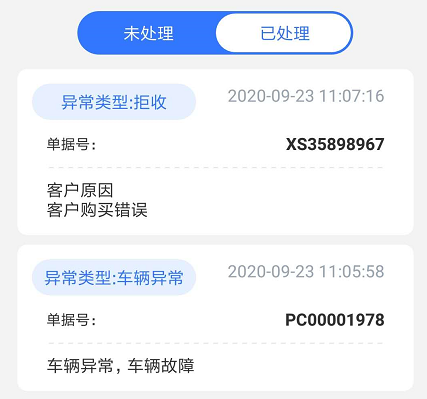 未处理 已处理
异常类型:拒收 2020-09-23 11:07:16
单据号: XS35898967
客户原因
客户购买错误
异常类型:车辆异常 2020-09-23 11:05:58
单据号: PC00001978
车辆异常，车辆故障